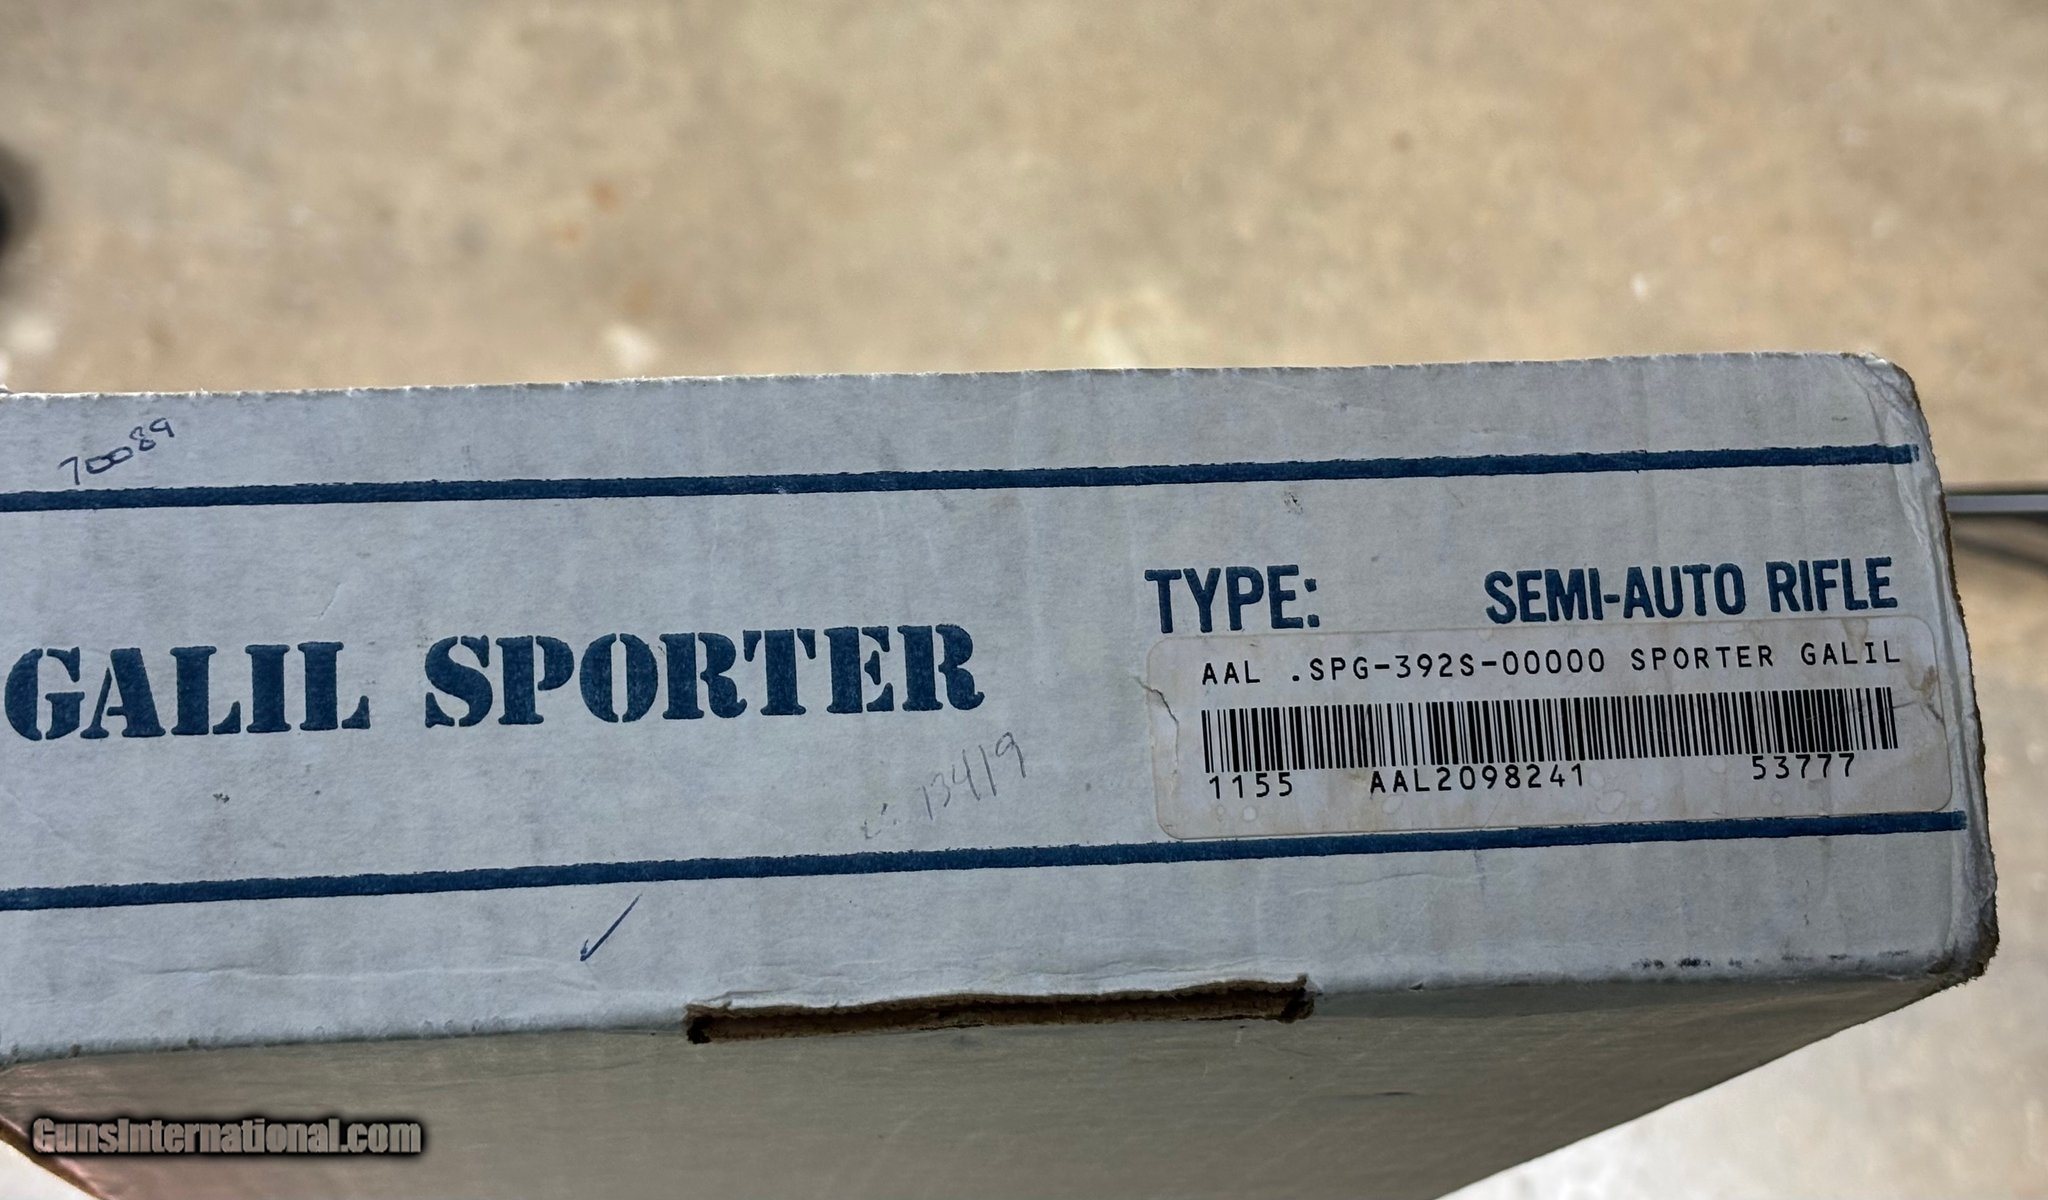 70089
GALIL SPORTER
13419
TYPE: SEMI-AUTO RIFLE
AAL .SPG-392S-00000 SPORTER GALIL
1155 AAL2098241 53777
GunsInternational.com